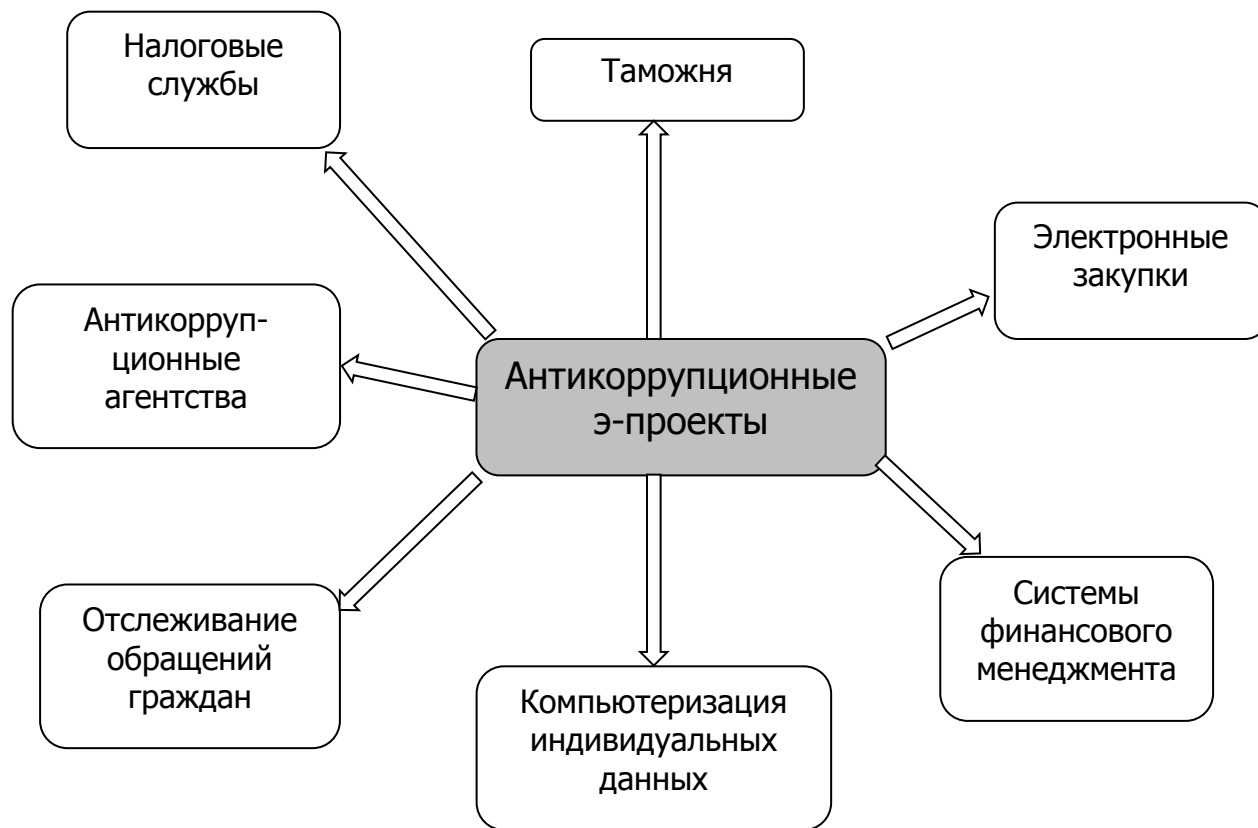 Налоговые
службы
Таможня
Электронные
закупки
Антикорруп-
ционные
агентства
Антикоррупционные
э-проекты
Отслеживание
обращений
граждан
Компьютеризация
индивидуальных
данных
Системы
финансового
менеджмента